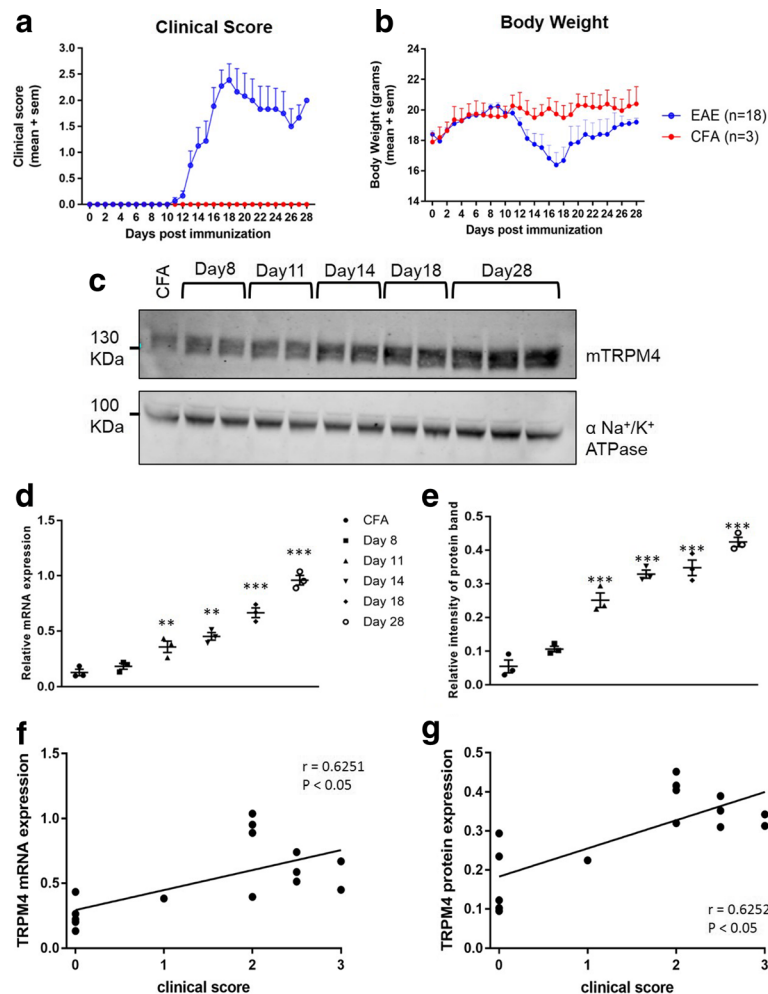 a
Clinical Score
Clinical score
(mean + sem)
3.0
2.5
2.0
1.5
1.0
0.5
0.0
0 2 4 6 8 10 12 14 16 18 20 22 24 26 28
Days post immunization
b
Body Weight
Body Weight (grams)
(mean + sem)
24
22
20
18
16
14
0 2 4 6 8 10 12 14 16 18 20 22 24 26 28
Days post immunization
EAE (n=18)
CFA (n=3)
c
CFA
Day8
Day11
Day14
Day18
Day28
130
KDa
mTRPM4
100
KDa
α Na⁺/K⁺
ATPase
d
Relative mRNA expression
1.5
1.0
0.5
0.0
**
**
***
***
CFA
Day 8
Day 11
Day 14
Day 18
Day 28
e
Relative intensity of protein band
0.5
0.4
0.3
0.2
0.1
0.0
***
***
***
***
f
TRPM4 mRNA expression
1.5
1.0
0.5
0.0
r = 0.6251
P < 0.05
0 1 2 3
clinical score
g
TRPM4 protein expression
0.5
0.4
0.3
0.2
0.1
0.0
r = 0.6252
P < 0.05
0 1 2 3
clinical score